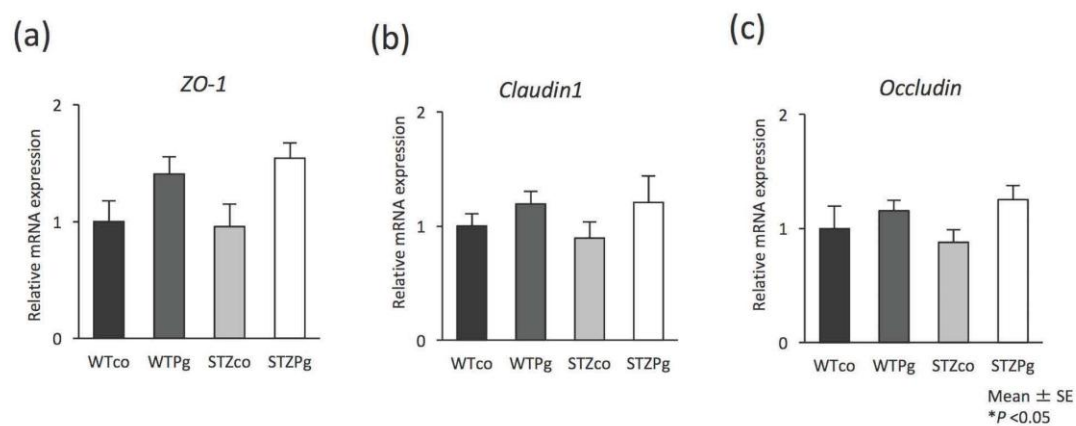 (a)
ZO-1
Relative mRNA expression
2
1
0
WTco WTPg STZco STZPg
(b)
Claudin1
Relative mRNA expression
2
1
0
WTco WTPg STZco STZPg
(c)
Occludin
Relative mRNA expression
2
1
0
WTco WTPg STZco STZPg
Mean ± SE
*P <0.05